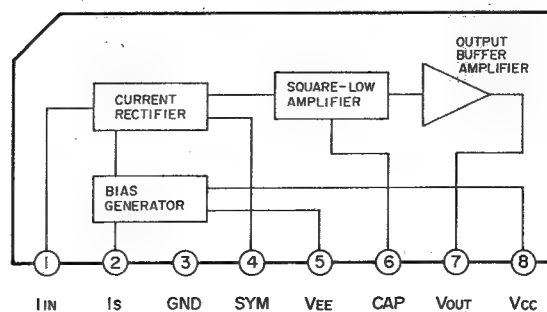 OUTPUT
BUFFER
AMPLIFIER
CURRENT
RECTIFIER
SQUARE-LOW
AMPLIFIER
BIAS
GENERATOR
1 2 3 4 5 6 7 8
IIN IS GND SYM VEE CAP VOUT VCC